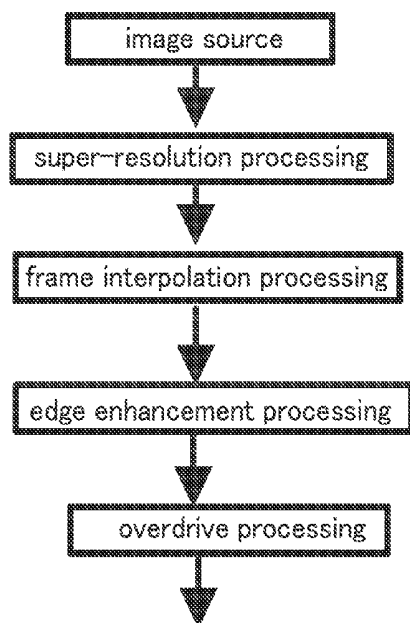 image source
super-resolution processing
frame interpolation processing
edge enhancement processing
overdrive processing